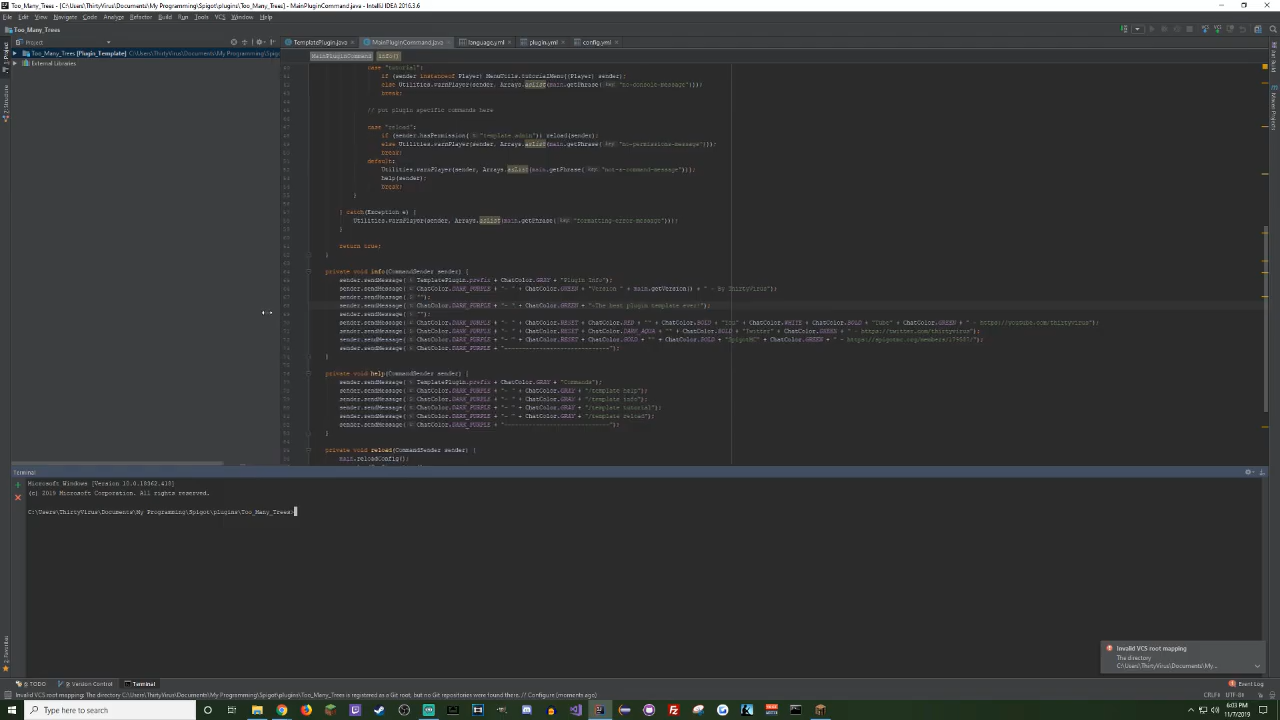 Too_Many_Trees - [C:\Users\ThirtyVirus\Documents\My Programming\Spigot\plugins\Too_Many_Trees] - [Plugin_Template] - ...\MainPluginCommand.java - IntelliJ IDEA 2016.3.6
File Edit View Navigate Code Analyze Refactor Build Run Tools VCS Window Help
Too_Many_Trees
Project
TemplatePlugin.java MainPluginCommand.java language.yml plugin.yml config.yml
Too_Many_Trees [Plugin_Template] C:\Users\ThirtyVirus\Documents\My Programming\Spig
External Libraries
MainPluginCommand info()
case "tutorial":
if (sender instanceof Player) MenuUtils.tutorialMenu((Player) sender);
else Utilities.warnPlayer(sender, Arrays.asList(main.getPhrase( key: "no-console-message")));
break;
// put plugin specific commands here
case "reload":
if (sender.hasPermission( "template.admin")) reload(sender);
else Utilities.warnPlayer(sender, Arrays.asList(main.getPhrase( key: "no-permissions-message")));
break;
default:
Utilities.warnPlayer(sender, Arrays.asList(main.getPhrase( key: "not-a-command-message")));
help(sender);
break;
}
} catch(Exception e) {
Utilities.warnPlayer(sender, Arrays.asList(main.getPhrase( key: "formatting-error-message")));
}
return true;
}
private void info(CommandSender sender) {
sender.sendMessage( TemplatePlugin.prefix + ChatColor.GRAY + "Plugin Info");
sender.sendMessage( ChatColor.DARK_PURPLE + "- " + ChatColor.GREEN + "Version " + main.getVersion() + " - By ThirtyVirus");
sender.sendMessage( "");
sender.sendMessage( ChatColor.DARK_PURPLE + "- " + ChatColor.GREEN + "The best plugin template ever!");
sender.sendMessage( "");
sender.sendMessage( ChatColor.DARK_PURPLE + "- " + ChatColor.RESET + ChatColor.RED + "" + ChatColor.BOLD + "You" + ChatColor.WHITE + ChatColor.BOLD + "Tube" + ChatColor.GREEN + " - https://youtube.com/thirtyvirus");
sender.sendMessage( ChatColor.DARK_PURPLE + "- " + ChatColor.RESET + ChatColor.DARK_AQUA + "" + ChatColor.BOLD + "Twitter" + ChatColor.GREEN + " - https://twitter.com/thirtyvirus");
sender.sendMessage( ChatColor.DARK_PURPLE + "- " + ChatColor.RESET + ChatColor.GOLD + "" + ChatColor.BOLD + "SpigotMC" + ChatColor.GREEN + " - https://spigotmc.org/members/179587/");
sender.sendMessage( ChatColor.DARK_PURPLE + "------------------------------");
}
private void help(CommandSender sender) {
sender.sendMessage( TemplatePlugin.prefix + ChatColor.GRAY + "Commands");
sender.sendMessage( ChatColor.DARK_PURPLE + "- " + ChatColor.GRAY + "/template help");
sender.sendMessage( ChatColor.DARK_PURPLE + "- " + ChatColor.GRAY + "/template info");
sender.sendMessage( ChatColor.DARK_PURPLE + "- " + ChatColor.GRAY + "/template tutorial");
sender.sendMessage( ChatColor.DARK_PURPLE + "- " + ChatColor.GRAY + "/template reload");
sender.sendMessage( ChatColor.DARK_PURPLE + "------------------------------");
}
private void reload(CommandSender sender) {
main.reloadConfig();
Terminal
Microsoft Windows [Version 10.0.18362.418]
(c) 2019 Microsoft Corporation. All rights reserved.
C:\Users\ThirtyVirus\Documents\My Programming\Spigot\plugins\Too_Many_Trees>
Invalid VCS root mapping
The directory
C:\Users\ThirtyVirus\Documents\My...
6: TODO 9: Version Control Terminal Event Log
Invalid VCS root mapping: The directory C:\Users\ThirtyVirus\Documents\My Programming\Spigot\plugins\Too_Many_Trees is registered as a Git root, but no Git repositories were found there. // Configure (moments ago)
CRLF UTF-8
Type here to search
6:03 PM
11/7/2019